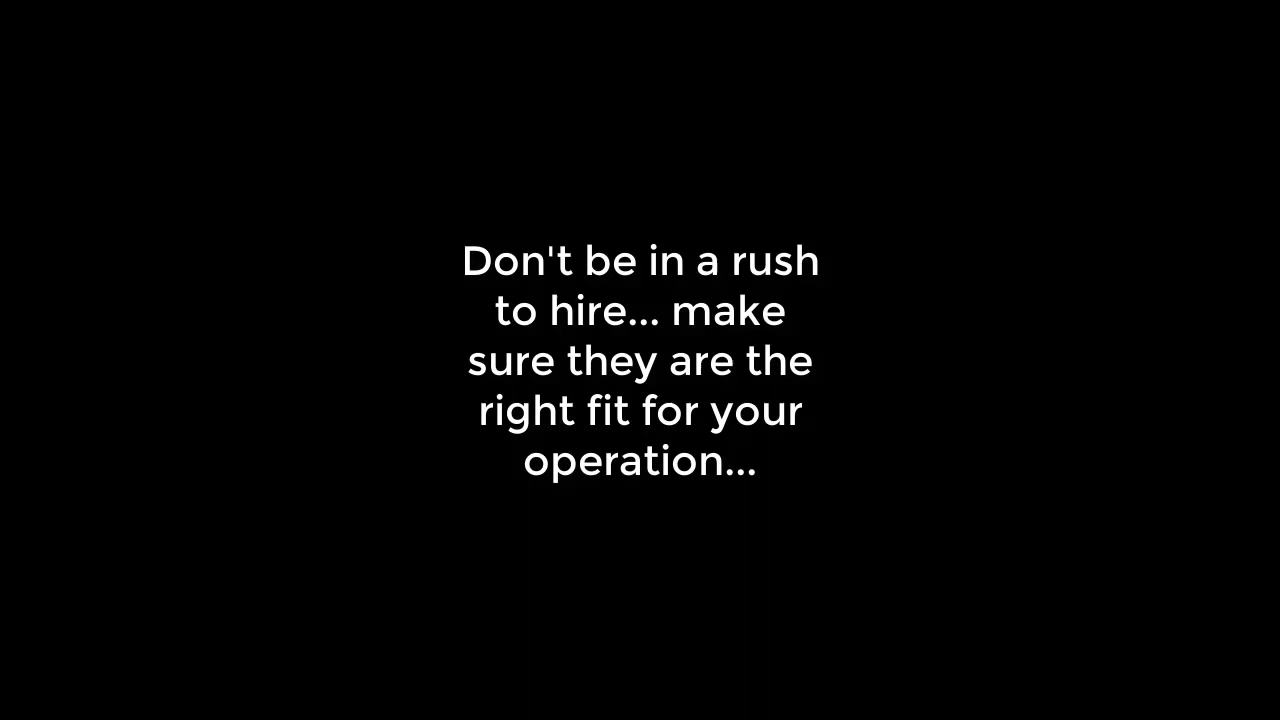 Don't be in a rush
to hire... make
sure they are the
right fit for your
operation...